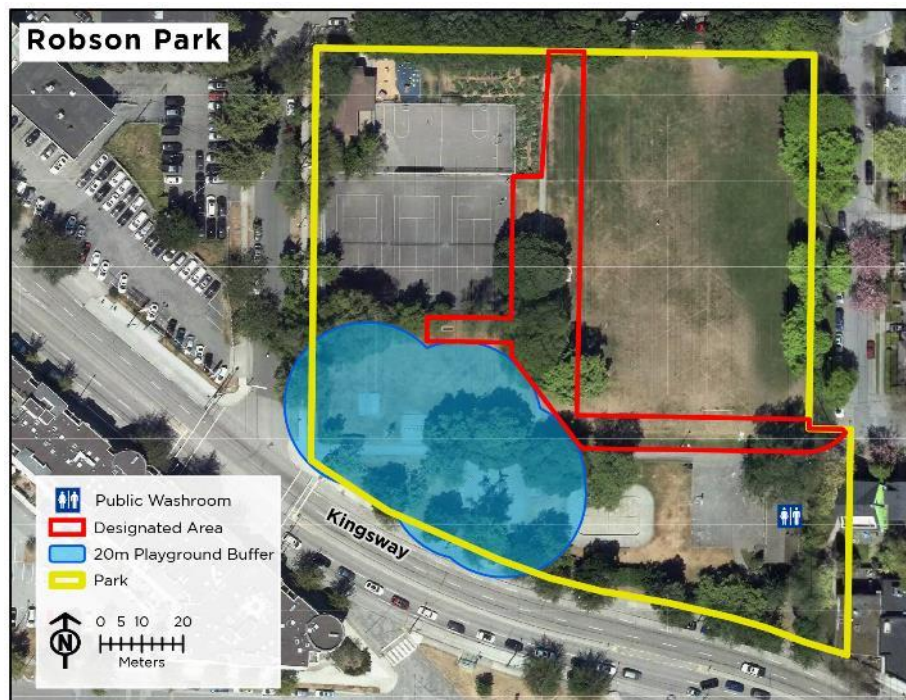 Robson Park
Kingsway
Public Washroom
Designated Area
20m Playground Buffer
Park
N
0 5 10 20
Meters